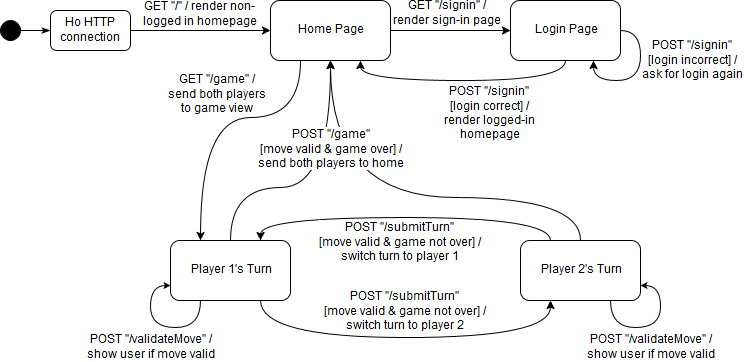 Ho HTTP
connection
GET "/" / render non-
logged in homepage
Home Page
GET "/signin" /
render sign-in page
Login Page
POST "/signin"
[login incorrect] /
ask for login again
POST "/signin"
[login correct] /
render logged-in
homepage
GET "/game" /
send both players
to game view
POST "/game"
[move valid & game over] /
send both players to home
POST "/submitTurn"
[move valid & game not over] /
switch turn to player 1
Player 1's Turn
Player 2's Turn
POST "/submitTurn"
[move valid & game not over] /
switch turn to player 2
POST "/validateMove" /
show user if move valid
POST "/validateMove" /
show user if move valid